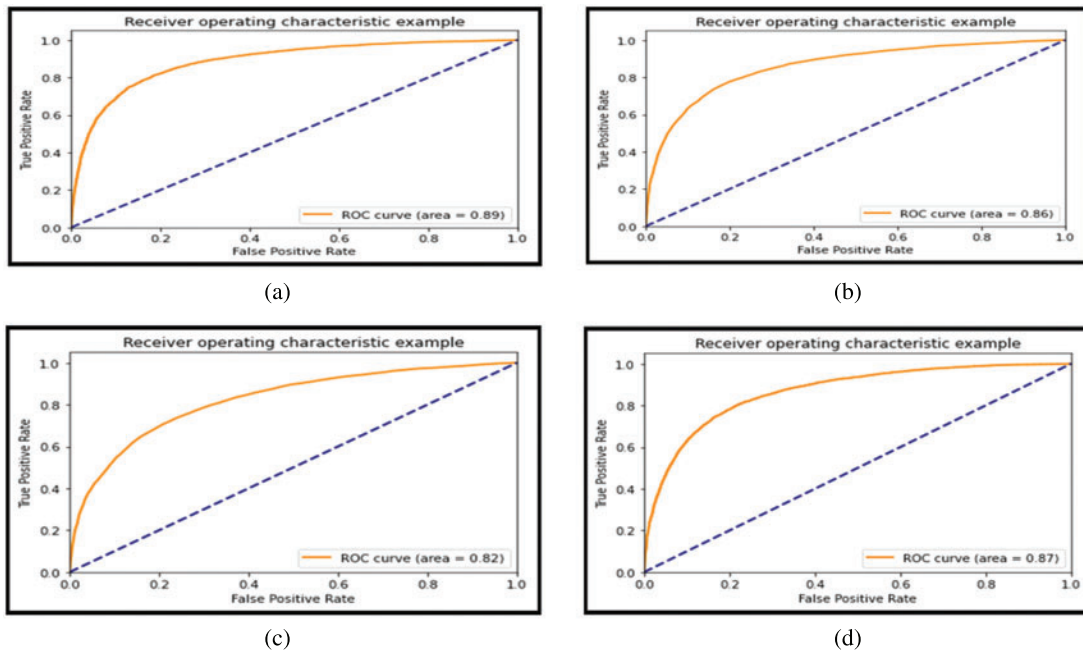 Receiver operating characteristic example
1.0
0.8
0.6
0.4
0.2
0.0
True Positive Rate
ROC curve (area = 0.89)
0.0 0.2 0.4 0.6 0.8 1.0
False Positive Rate
(a)
Receiver operating characteristic example
1.0
0.8
0.6
0.4
0.2
0.0
True Positive Rate
ROC curve (area = 0.86)
0.0 0.2 0.4 0.6 0.8 1.0
False Positive Rate
(b)
Receiver operating characteristic example
1.0
0.8
0.6
0.4
0.2
0.0
True Positive Rate
ROC curve (area = 0.82)
0.0 0.2 0.4 0.6 0.8 1.0
False Positive Rate
(c)
Receiver operating characteristic example
1.0
0.8
0.6
0.4
0.2
0.0
True Positive Rate
ROC curve (area = 0.87)
0.0 0.2 0.4 0.6 0.8 1.0
False Positive Rate
(d)